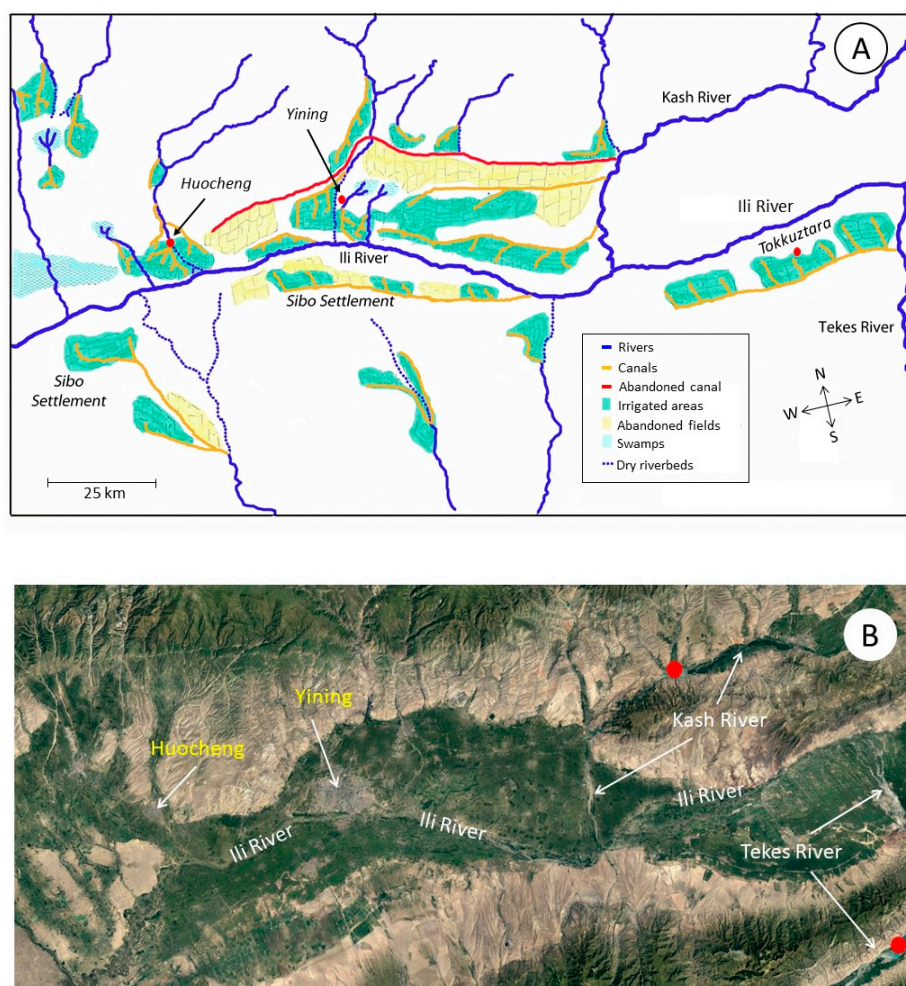 A
Kash River
Yining
Huocheng
Ili River
Tokkuztara
Ili River
Sibo Settlement
Tekes River
Sibo
Settlement
Rivers
Canals
Abandoned canal
Irrigated areas
Abandoned fields
Swamps
Dry riverbeds
N
W
E
S
25 km
B
Yining
Kash River
Huocheng
Ili River
Ili River
Ili River
Tekes River